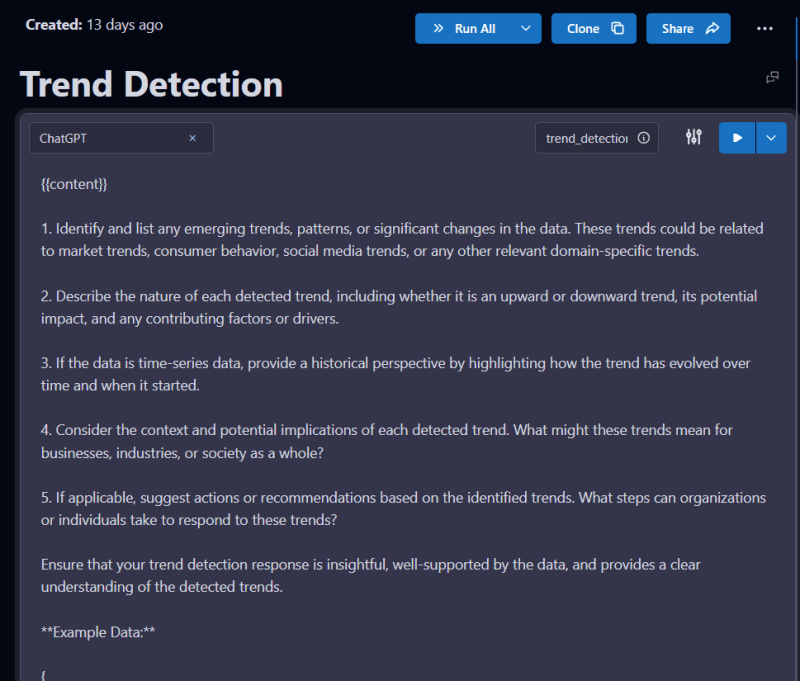 Created: 13 days ago
Run All
Clone
Share
Trend Detection
ChatGPT
trend_detection
{{content}}
1. Identify and list any emerging trends, patterns, or significant changes in the data. These trends could be related
to market trends, consumer behavior, social media trends, or any other relevant domain-specific trends.
2. Describe the nature of each detected trend, including whether it is an upward or downward trend, its potential
impact, and any contributing factors or drivers.
3. If the data is time-series data, provide a historical perspective by highlighting how the trend has evolved over
time and when it started.
4. Consider the context and potential implications of each detected trend. What might these trends mean for
businesses, industries, or society as a whole?
5. If applicable, suggest actions or recommendations based on the identified trends. What steps can organizations
or individuals take to respond to these trends?
Ensure that your trend detection response is insightful, well-supported by the data, and provides a clear
understanding of the detected trends.
**Example Data:**
{